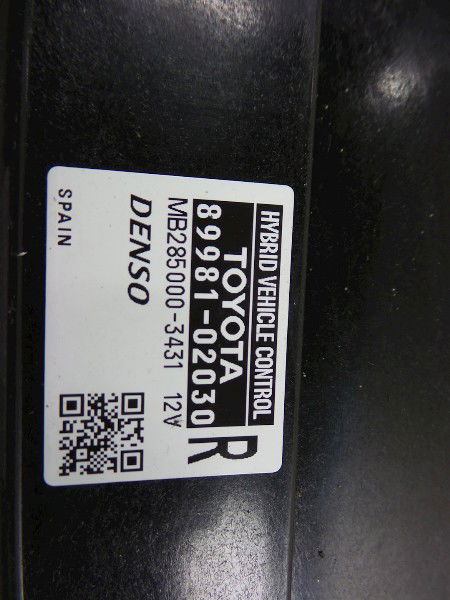 HYBRID VEHICLE CONTROL
TOYOTA
89981-02030 R
MB285000-3431 12V
DENSO
SPAIN